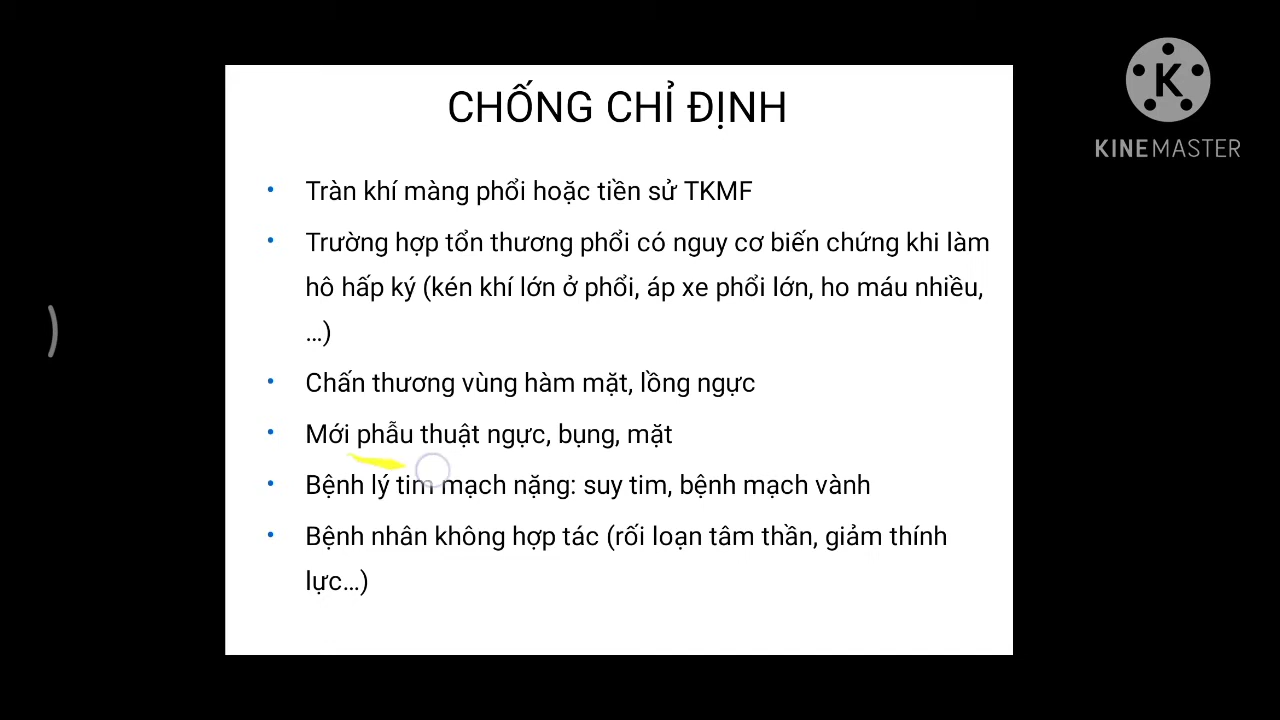 CHỐNG CHỈ ĐỊNH
• Tràn khí màng phổi hoặc tiền sử TKMF
• Trường hợp tổn thương phổi có nguy cơ biến chứng khi làm
hô hấp ký (kén khí lớn ở phổi, áp xe phổi lớn, ho máu nhiều,
…)
• Chấn thương vùng hàm mặt, lồng ngực
• Mới phẫu thuật ngực, bụng, mặt
• Bệnh lý tim mạch nặng: suy tim, bệnh mạch vành
• Bệnh nhân không hợp tác (rối loạn tâm thần, giảm thính
lực…)
K
KINEMASTER